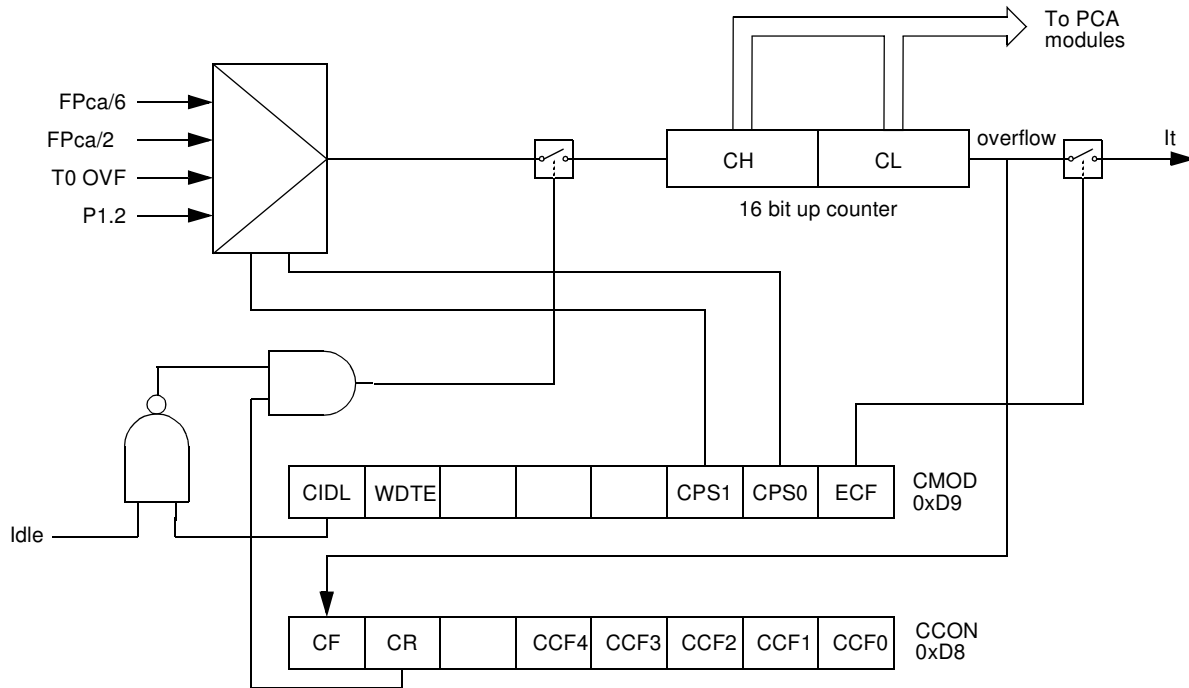 To PCA
modules
FPca/6
FPca/2
T0 OVF
P1.2
CH
CL
overflow
It
16 bit up counter
CIDL
WDTE
CPS1
CPS0
ECF
CMOD
0xD9
Idle
CF
CR
CCF4
CCF3
CCF2
CCF1
CCF0
CCON
0xD8